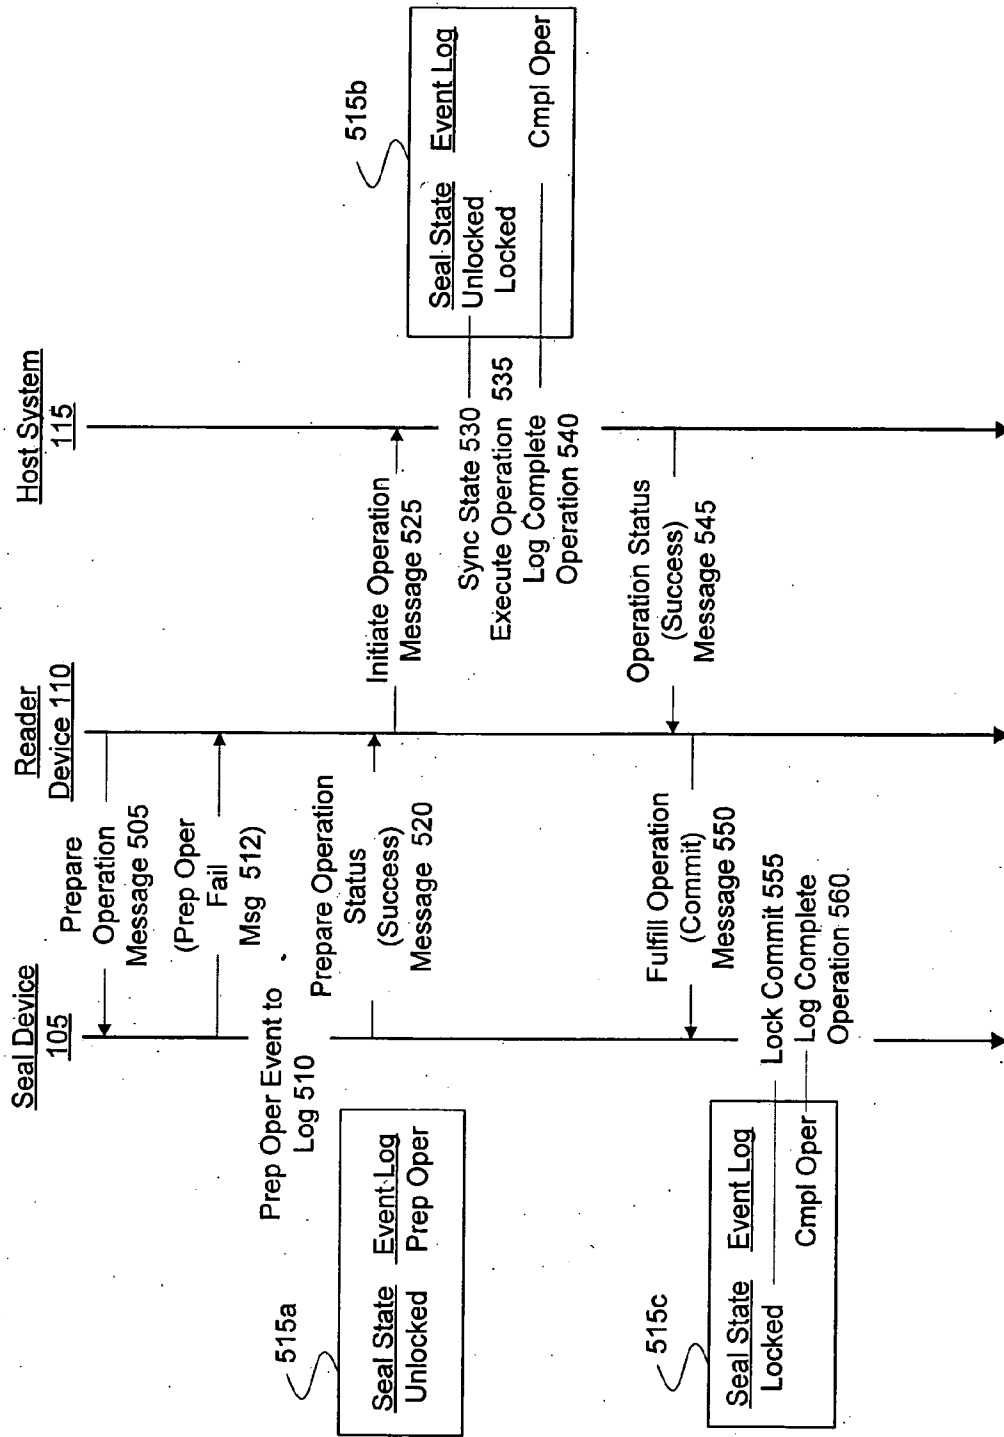 Seal Device
105
Reader
Device 110
Host System
115
Prepare
Operation
Message 505
(Prep Oper
Fail
Msg 512)
Prep Oper Event to
Log 510
515a
Seal State Event Log
Unlocked Prep Oper
Prepare Operation
Status
(Success)
Message 520
Initiate Operation
Message 525
Sync State 530
Execute Operation 535
Log Complete
Operation 540
515b
Seal State Event Log
Unlocked
Locked
Cmpl Oper
Operation Status
(Success)
Message 545
Fulfill Operation
(Commit)
Message 550
Lock Commit 555
Log Complete
Operation 560
515c
Seal State Event Log
Locked
Cmpl Oper